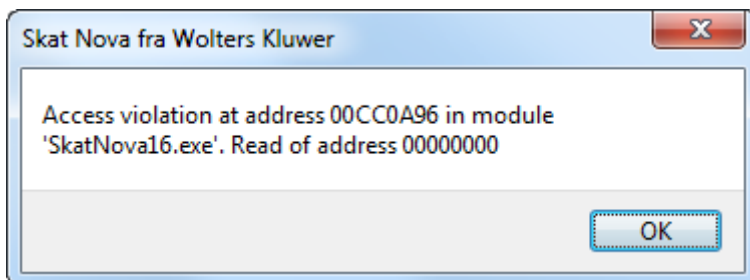 Skat Nova fra Wolters Kluwer
Access violation at address 00CC0A96 in module
'SkatNova16.exe'. Read of address 00000000
OK